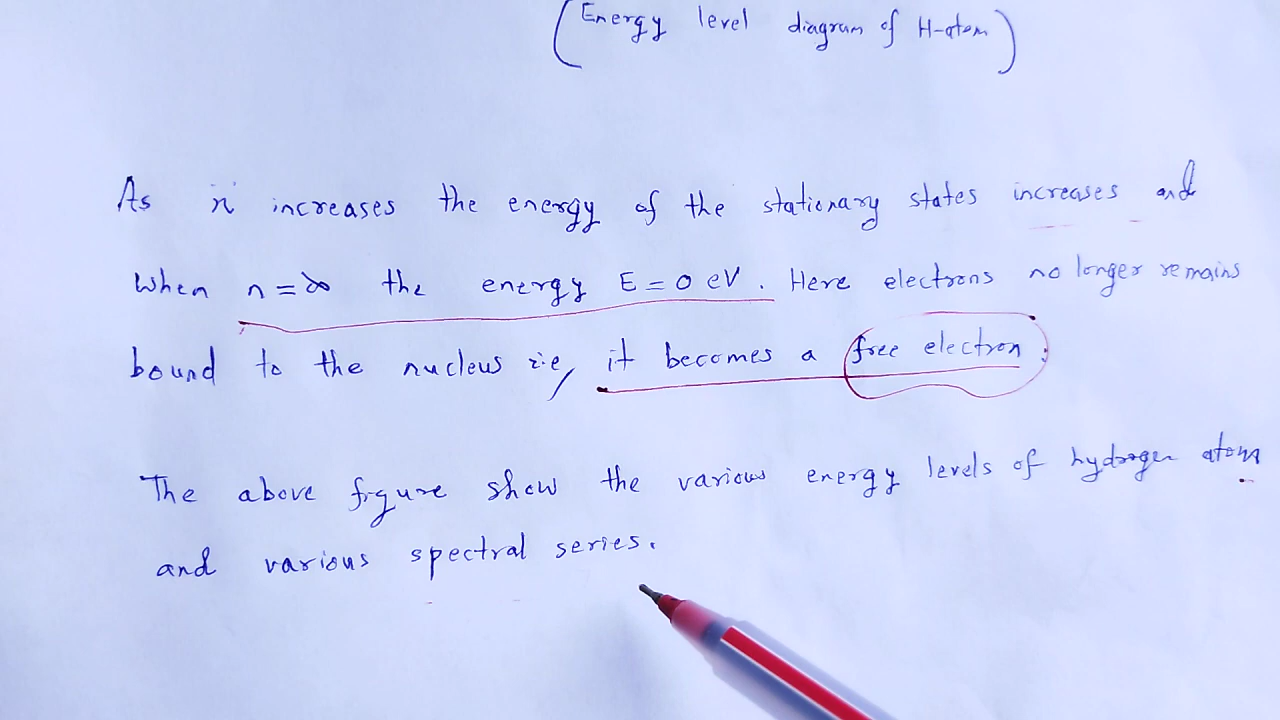 (Energy level diagram of H-atom)
As 'n' increases the energy of the stationary states increases and
when n=∞ the energy E=0 eV. Here electrons no longer remains
bound to the nucleus i.e, it becomes a free electron.
The above figure show the various energy levels of hydrogen atom
and various spectral series.